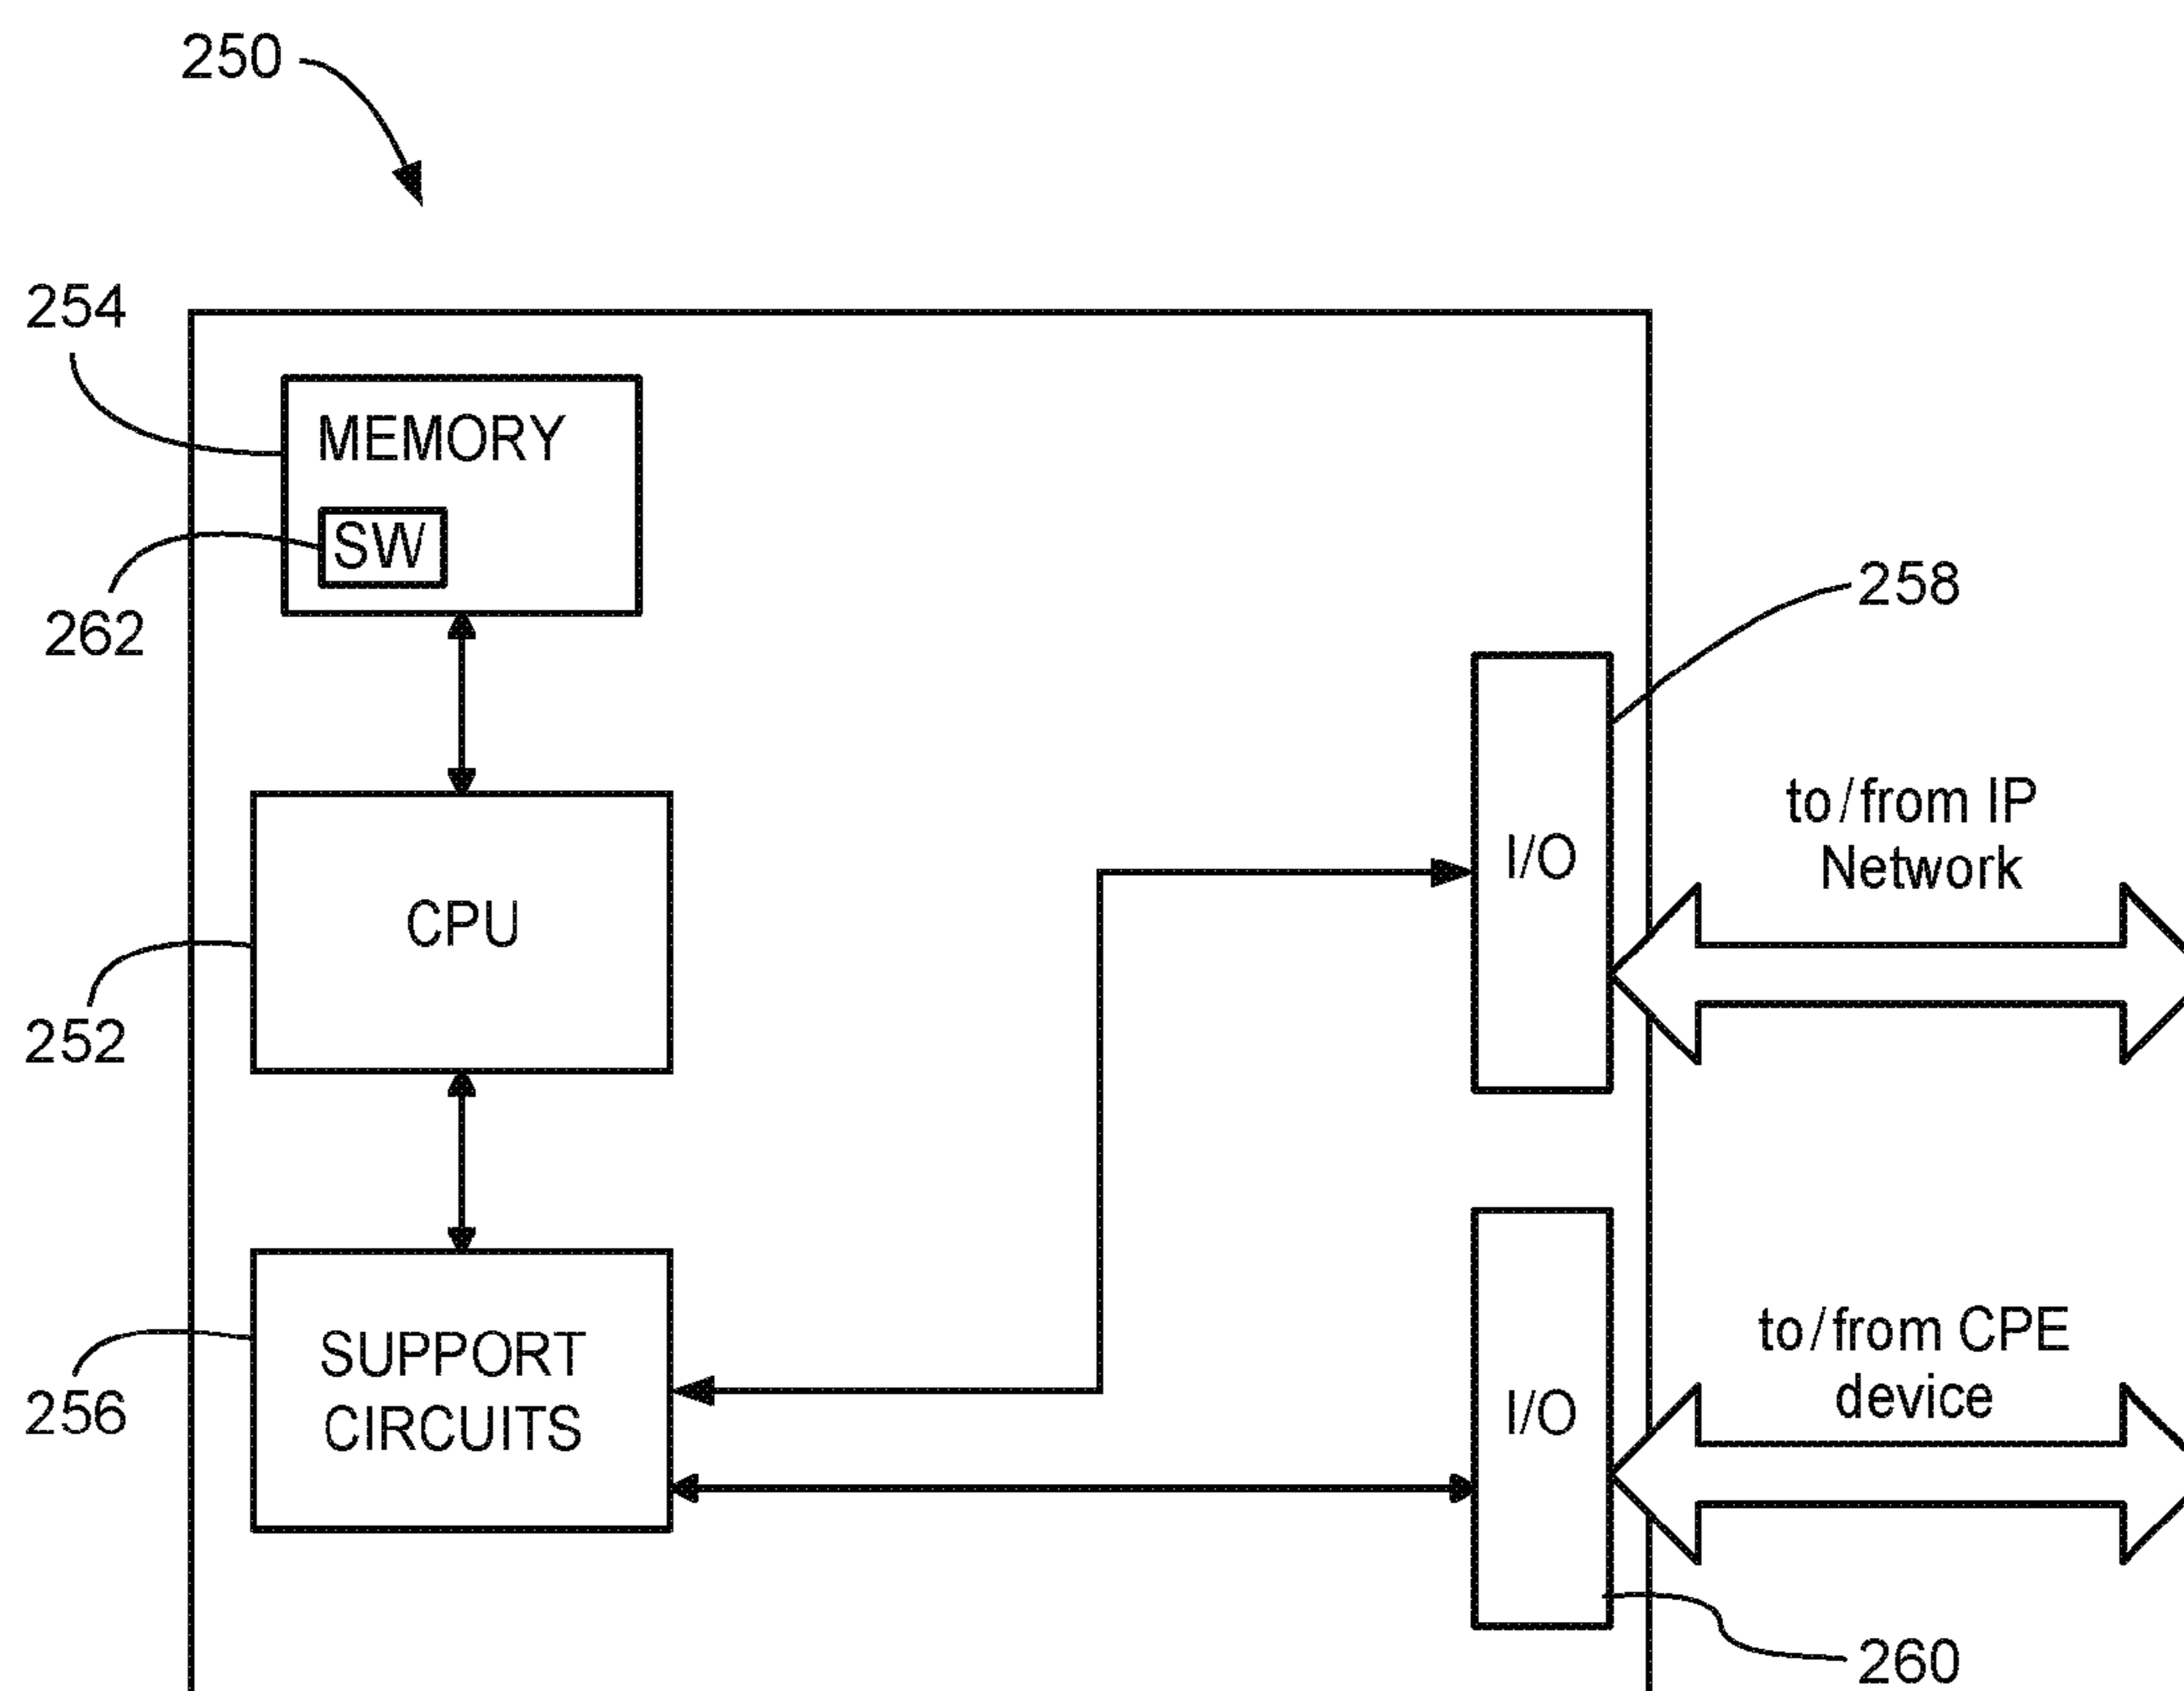 250
254
MEMORY
SW
262
258
I/O
to/from IP
Network
CPU
252
SUPPORT
CIRCUITS
256
I/O
to/from CPE
device
260